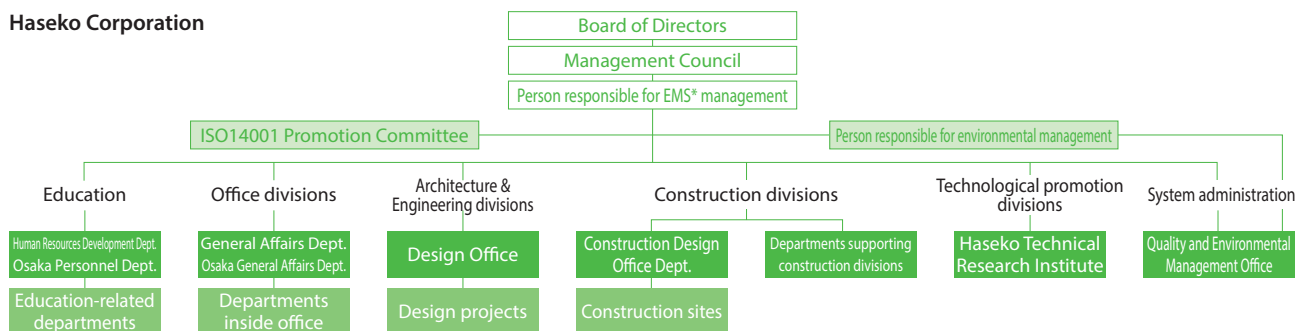 Haseko Corporation
Board of Directors
Management Council
Person responsible for EMS* management
ISO14001 Promotion Committee
Person responsible for environmental management
Education
Office divisions
Architecture &
Engineering divisions
Construction divisions
Technological promotion
divisions
System administration
Human Resources Development Dept.
Osaka Personnel Dept.
General Affairs Dept.
Osaka General Affairs Dept.
Design Office
Construction Design
Office Dept.
Departments supporting
construction divisions
Haseko Technical
Research Institute
Quality and Environmental
Management Office
Education-related
departments
Departments
inside office
Design projects
Construction sites